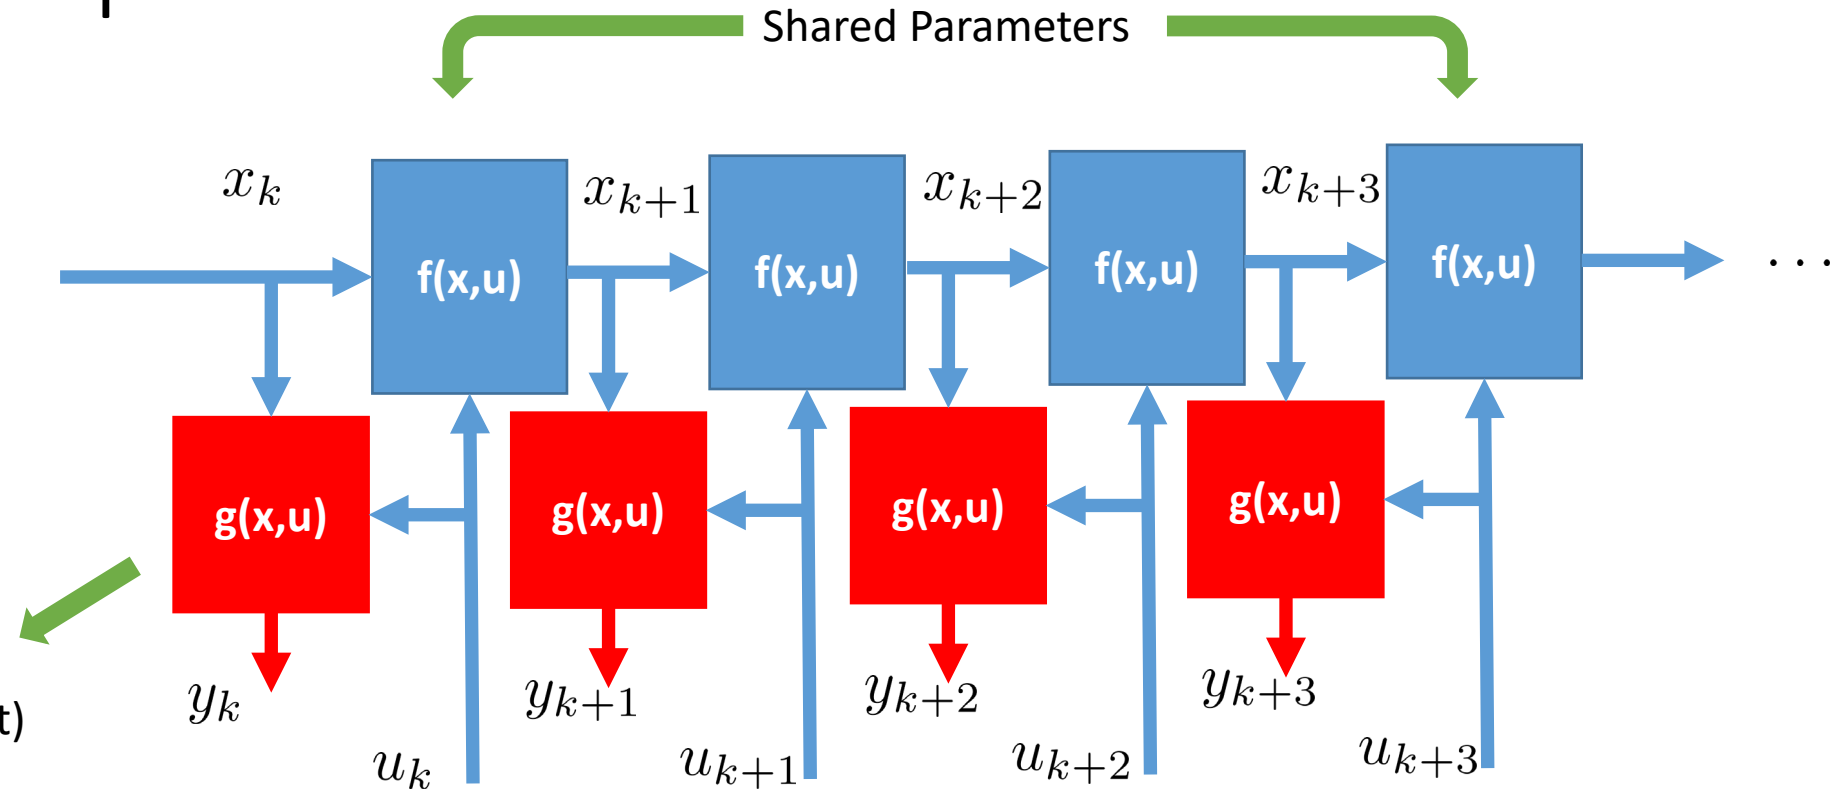 Shared Parameters
x_k x_{k+1} x_{k+2} x_{k+3}
f(x,u) f(x,u) f(x,u) f(x,u) ...
g(x,u) g(x,u) g(x,u) g(x,u)
y_k y_{k+1} y_{k+2} y_{k+3}
t)
u_k u_{k+1} u_{k+2} u_{k+3}